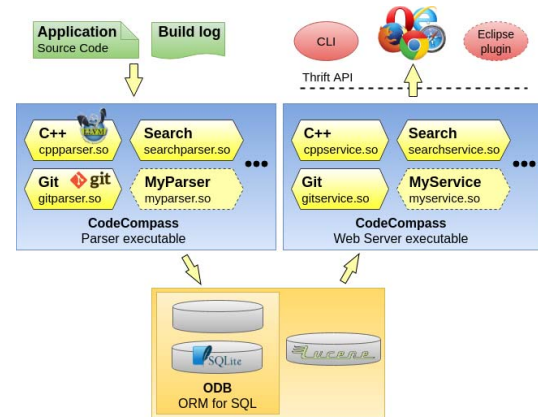 Application
Source Code
Build log
CLI
Eclipse
plugin
Thrift API
C++
cppparser.so
Search
searchparser.so
Git
git
gitparser.so
MyParser
myparser.so
...
CodeCompass
Parser executable
C++
cppservice.so
Search
searchservice.so
Git
gitservice.so
MyService
myservice.so
...
CodeCompass
Web Server executable
SQLite
Lucene
ODB
ORM for SQL